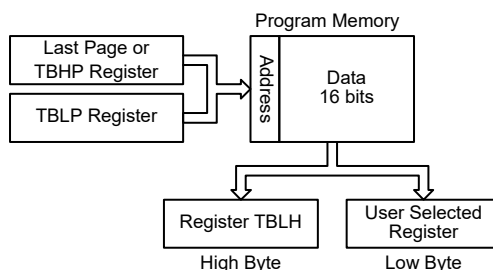 Program Memory
Last Page or
TBHP Register
TBLP Register
Address
Data
16 bits
Register TBLH
User Selected
Register
High Byte
Low Byte